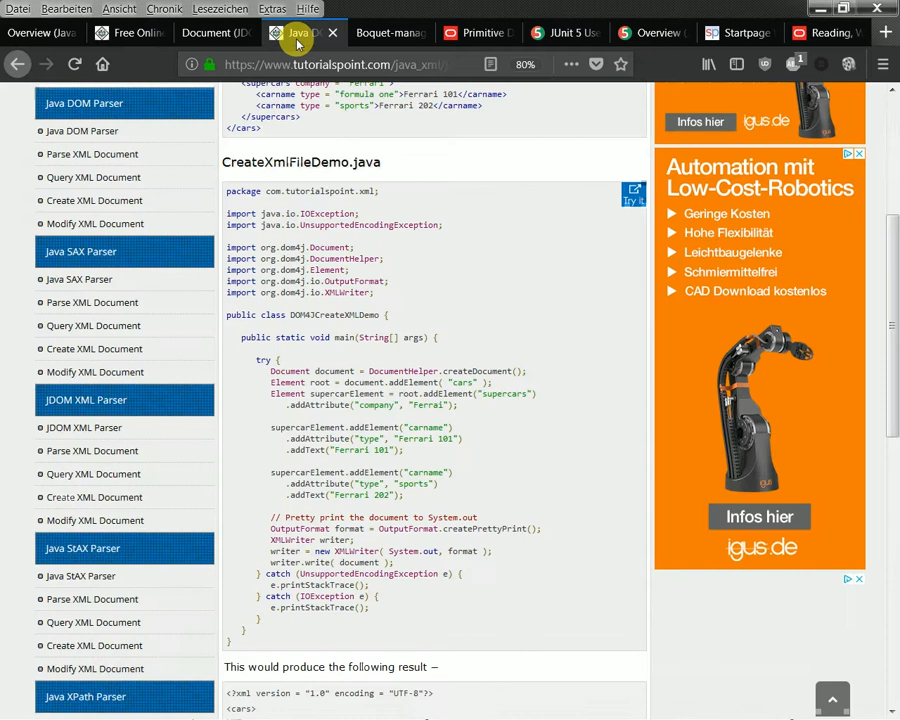 Datei Bearbeiten Ansicht Chronik Lesezeichen Extras Hilfe
Overview (Java Free Onlin Document (JD Java D Boquet-manag Primitive D JUnit 5 Use Overview ( Startpage Reading, W
https://www.tutorialspoint.com/java_xml/ 80% 1
Java DOM Parser
Java DOM Parser
Parse XML Document
Query XML Document
Create XML Document
Modify XML Document
Java SAX Parser
Java SAX Parser
Parse XML Document
Query XML Document
Create XML Document
Modify XML Document
JDOM XML Parser
JDOM XML Parser
Parse XML Document
Query XML Document
Create XML Document
Modify XML Document
Java StAX Parser
Java StAX Parser
Parse XML Document
Query XML Document
Create XML Document
Modify XML Document
Java XPath Parser
<supercars company = "Ferrari">
<carname type = "formula one">Ferrari 101</carname>
<carname type = "sports">Ferrari 202</carname>
</supercars>
</cars>
CreateXmlFileDemo.java
Try it
package com.tutorialspoint.xml;
import java.io.IOException;
import java.io.UnsupportedEncodingException;
import org.dom4j.Document;
import org.dom4j.DocumentHelper;
import org.dom4j.Element;
import org.dom4j.io.OutputFormat;
import org.dom4j.io.XMLWriter;
public class DOM4JCreateXMLDemo {
public static void main(String[] args) {
try {
Document document = DocumentHelper.createDocument();
Element root = document.addElement( "cars" );
Element supercarElement = root.addElement("supercars")
.addAttribute("company", "Ferrai");
supercarElement.addElement("carname")
.addAttribute("type", "Ferrari 101")
.addText("Ferrari 101");
supercarElement.addElement("carname")
.addAttribute("type", "sports")
.addText("Ferrari 202");
// Pretty print the document to System.out
OutputFormat format = OutputFormat.createPrettyPrint();
XMLWriter writer;
writer = new XMLWriter( System.out, format );
writer.write( document );
} catch (UnsupportedEncodingException e) {
e.printStackTrace();
} catch (IOException e) {
e.printStackTrace();
}
}
}
This would produce the following result −
<?xml version = "1.0" encoding = "UTF-8"?>
<cars>
Infos hier
igus.de
Automation mit
Low-Cost-Robotics
Geringe Kosten
Hohe Flexibilität
Leichtbaugelenke
Schmiermittelfrei
CAD Download kostenlos
Infos hier
igus.de